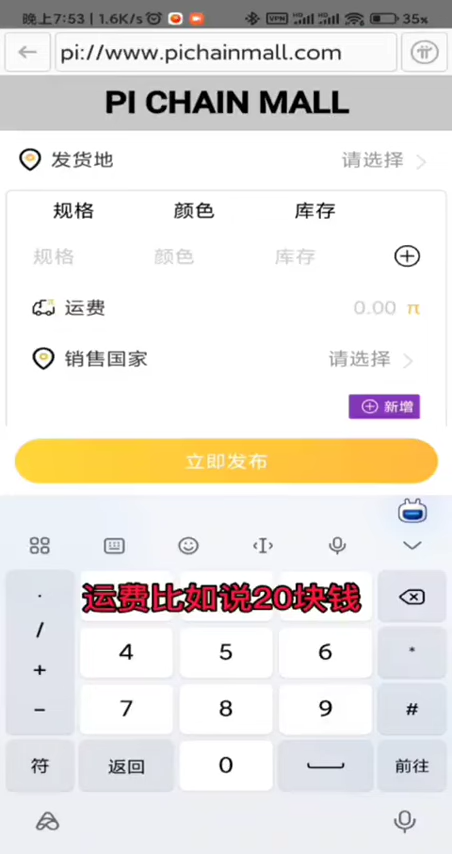 晚上7:53 | 1.6K/s
VPN HD HD 35%
pi://www.pichainmall.com
PI CHAIN MALL
发货地 请选择
规格 颜色 库存
规格 颜色 库存
运费 0.00 π
销售国家 请选择
新增
立即发布
运费比如说20块钱
·
/
+
−
4 5 6 *
7 8 9 #
符 返回 0 前往